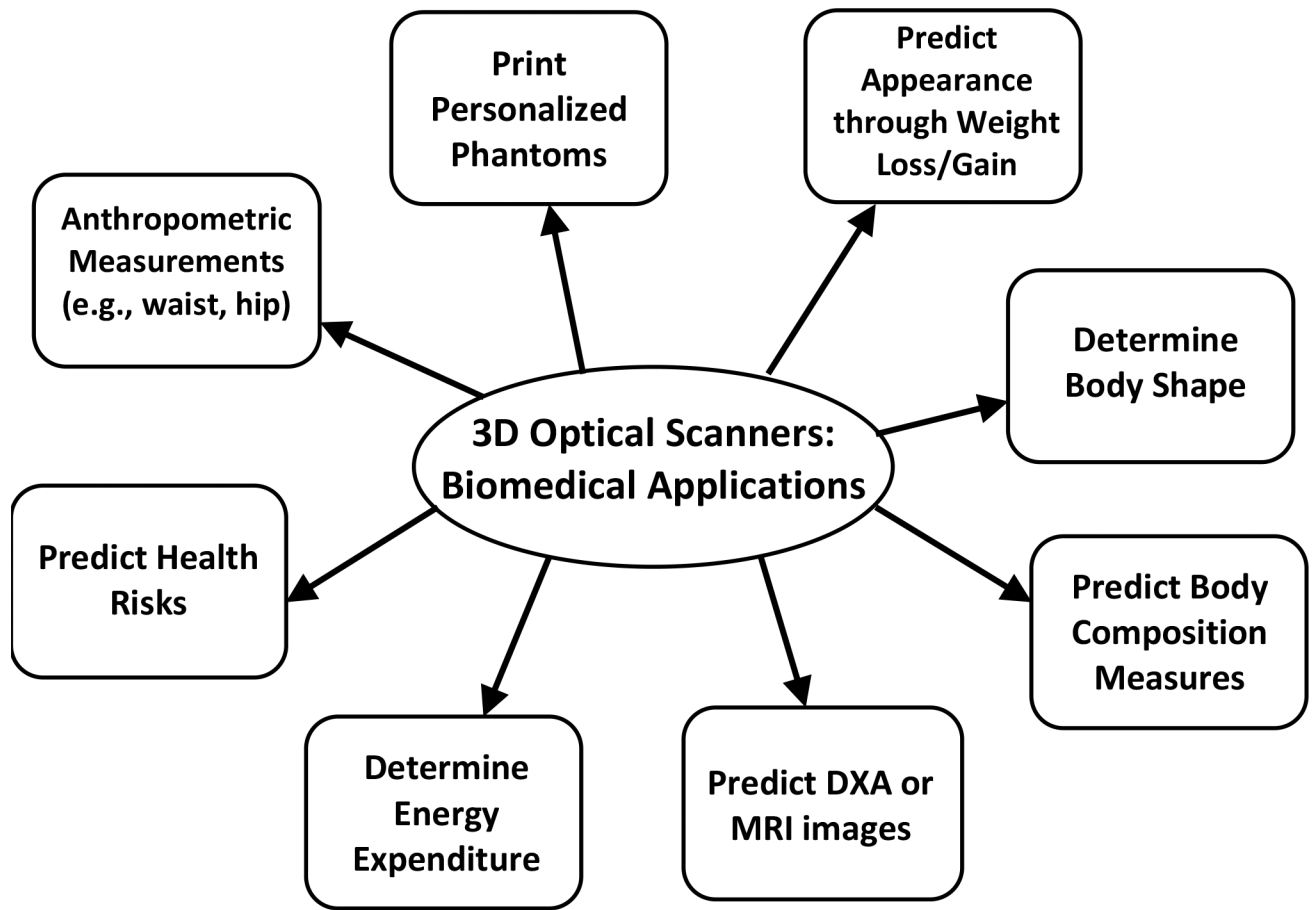 Print
Personalized
Phantoms
Predict
Appearance
through Weight
Loss/Gain
Anthropometric
Measurements
(e.g., waist, hip)
Determine
Body Shape
3D Optical Scanners:
Biomedical Applications
Predict Health
Risks
Predict Body
Composition
Measures
Determine
Energy
Expenditure
Predict DXA or
MRI images